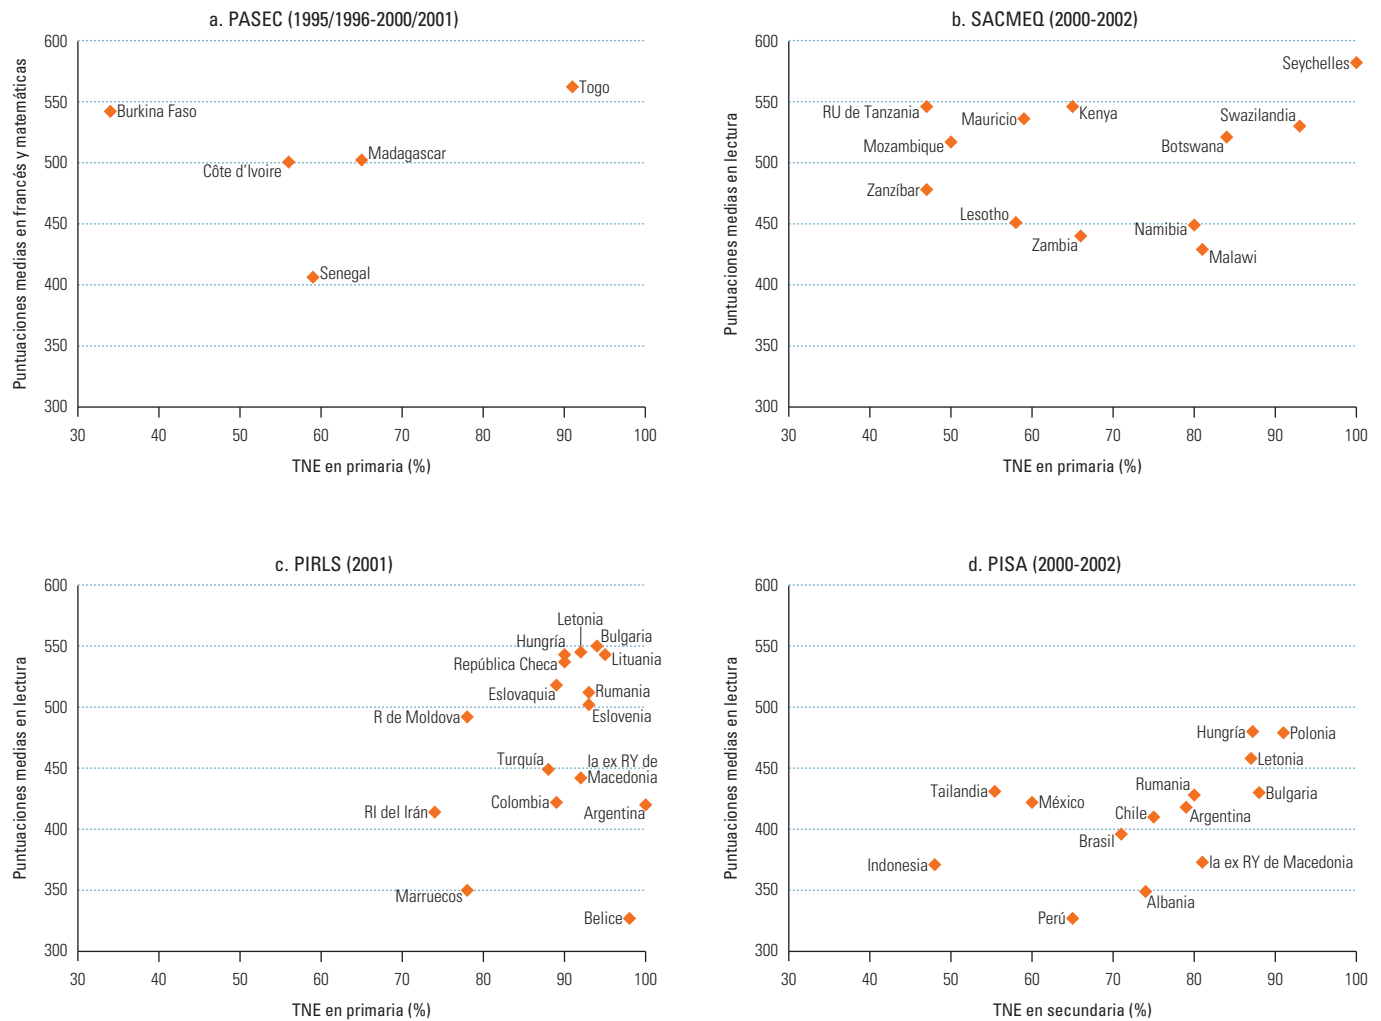 a. PASEC (1995/1996-2000/2001)
Puntuaciones medias en francés y matemáticas
600
550
500
450
400
350
300
Togo
Burkina Faso
Madagascar
Côte d'Ivoire
Senegal
30 40 50 60 70 80 90 100
TNE en primaria (%)
b. SACMEQ (2000-2002)
Puntuaciones medias en lectura
600
550
500
450
400
350
300
Seychelles
RU de Tanzania
Kenya
Mauricio
Swazilandia
Mozambique
Botswana
Zanzíbar
Lesotho
Zambia
Namibia
Malawi
30 40 50 60 70 80 90 100
TNE en primaria (%)
c. PIRLS (2001)
Puntuaciones medias en lectura
600
550
500
450
400
350
300
Letonia
Bulgaria
Hungría
Lituania
República Checa
Eslovaquia
Rumania
Eslovenia
R de Moldova
Turquía
la ex RY de
Macedonia
Colombia
RI del Irán
Argentina
Marruecos
Belice
30 40 50 60 70 80 90 100
TNE en primaria (%)
d. PISA (2000-2002)
Puntuaciones medias en lectura
600
550
500
450
400
350
300
Hungría
Polonia
Letonia
Tailandia
Rumania
Bulgaria
México
Chile
Argentina
Brasil
Indonesia
la ex RY de Macedonia
Albania
Perú
30 40 50 60 70 80 90 100
TNE en secundaria (%)